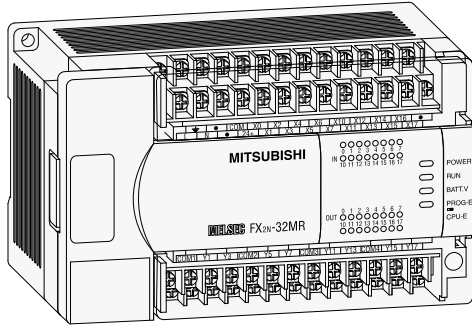 COM X0 X2 X4 X6 X10 X12 X14 X16
N 24+ X1 X3 X5 X7 X11 X13 X15 X17
MITSUBISHI
0 1 2 3 4 5 6 7
IN
10 11 12 13 14 15 16 17
POWER
RUN
BATT.V
PROG-E
CPU-E
0 1 2 3 4 5 6 7
OUT
10 11 12 13 14 15 16 17
MELSEC FX2N-32MR
COM1 Y1 Y3 COM2 Y5 Y7 COM3 Y11 Y13 COM4 Y15 Y17